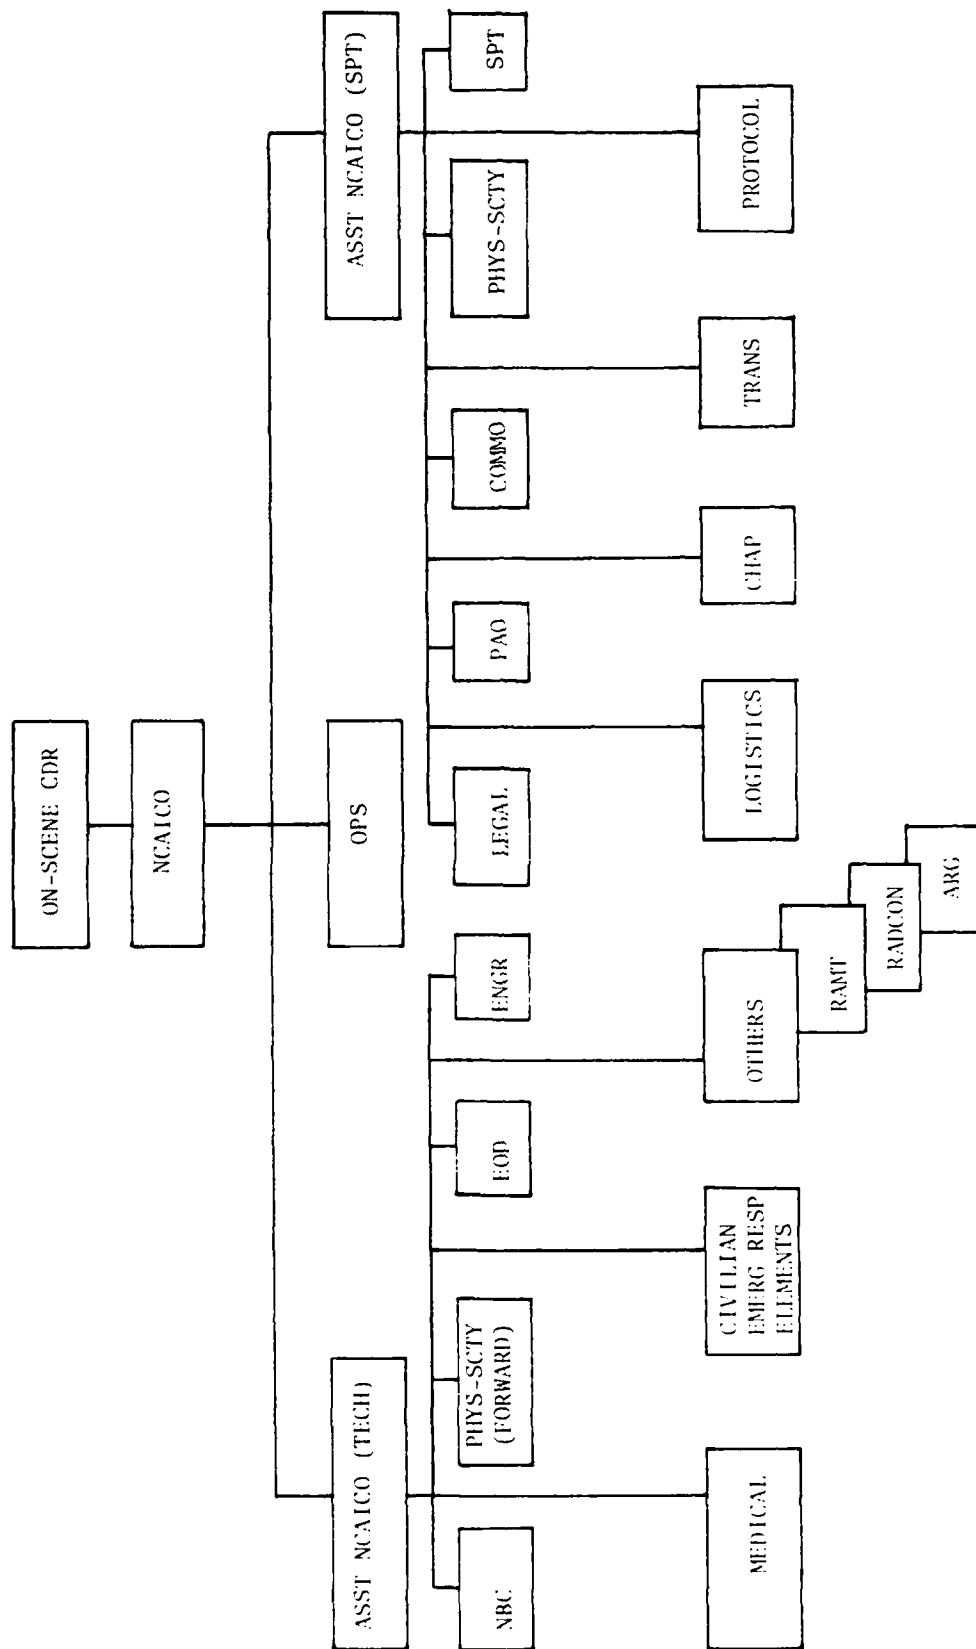 ON-SCENE CDR
NCAICO
ASST NCAICO (TECH)
OPS
ASST NCAICO (SPT)
NBC
PHYS-SCTY
(FORWARD)
EOD
ENGR
LEGAL
PAO
COMMO
PHYS-SCTY
SPT
MEDICAL
CIVILIAN
EMERG RESP
ELEMENTS
OTHERS
RAMT
RADCON
ARG
LOGISTICS
CHAP
TRANS
PROTOCOL